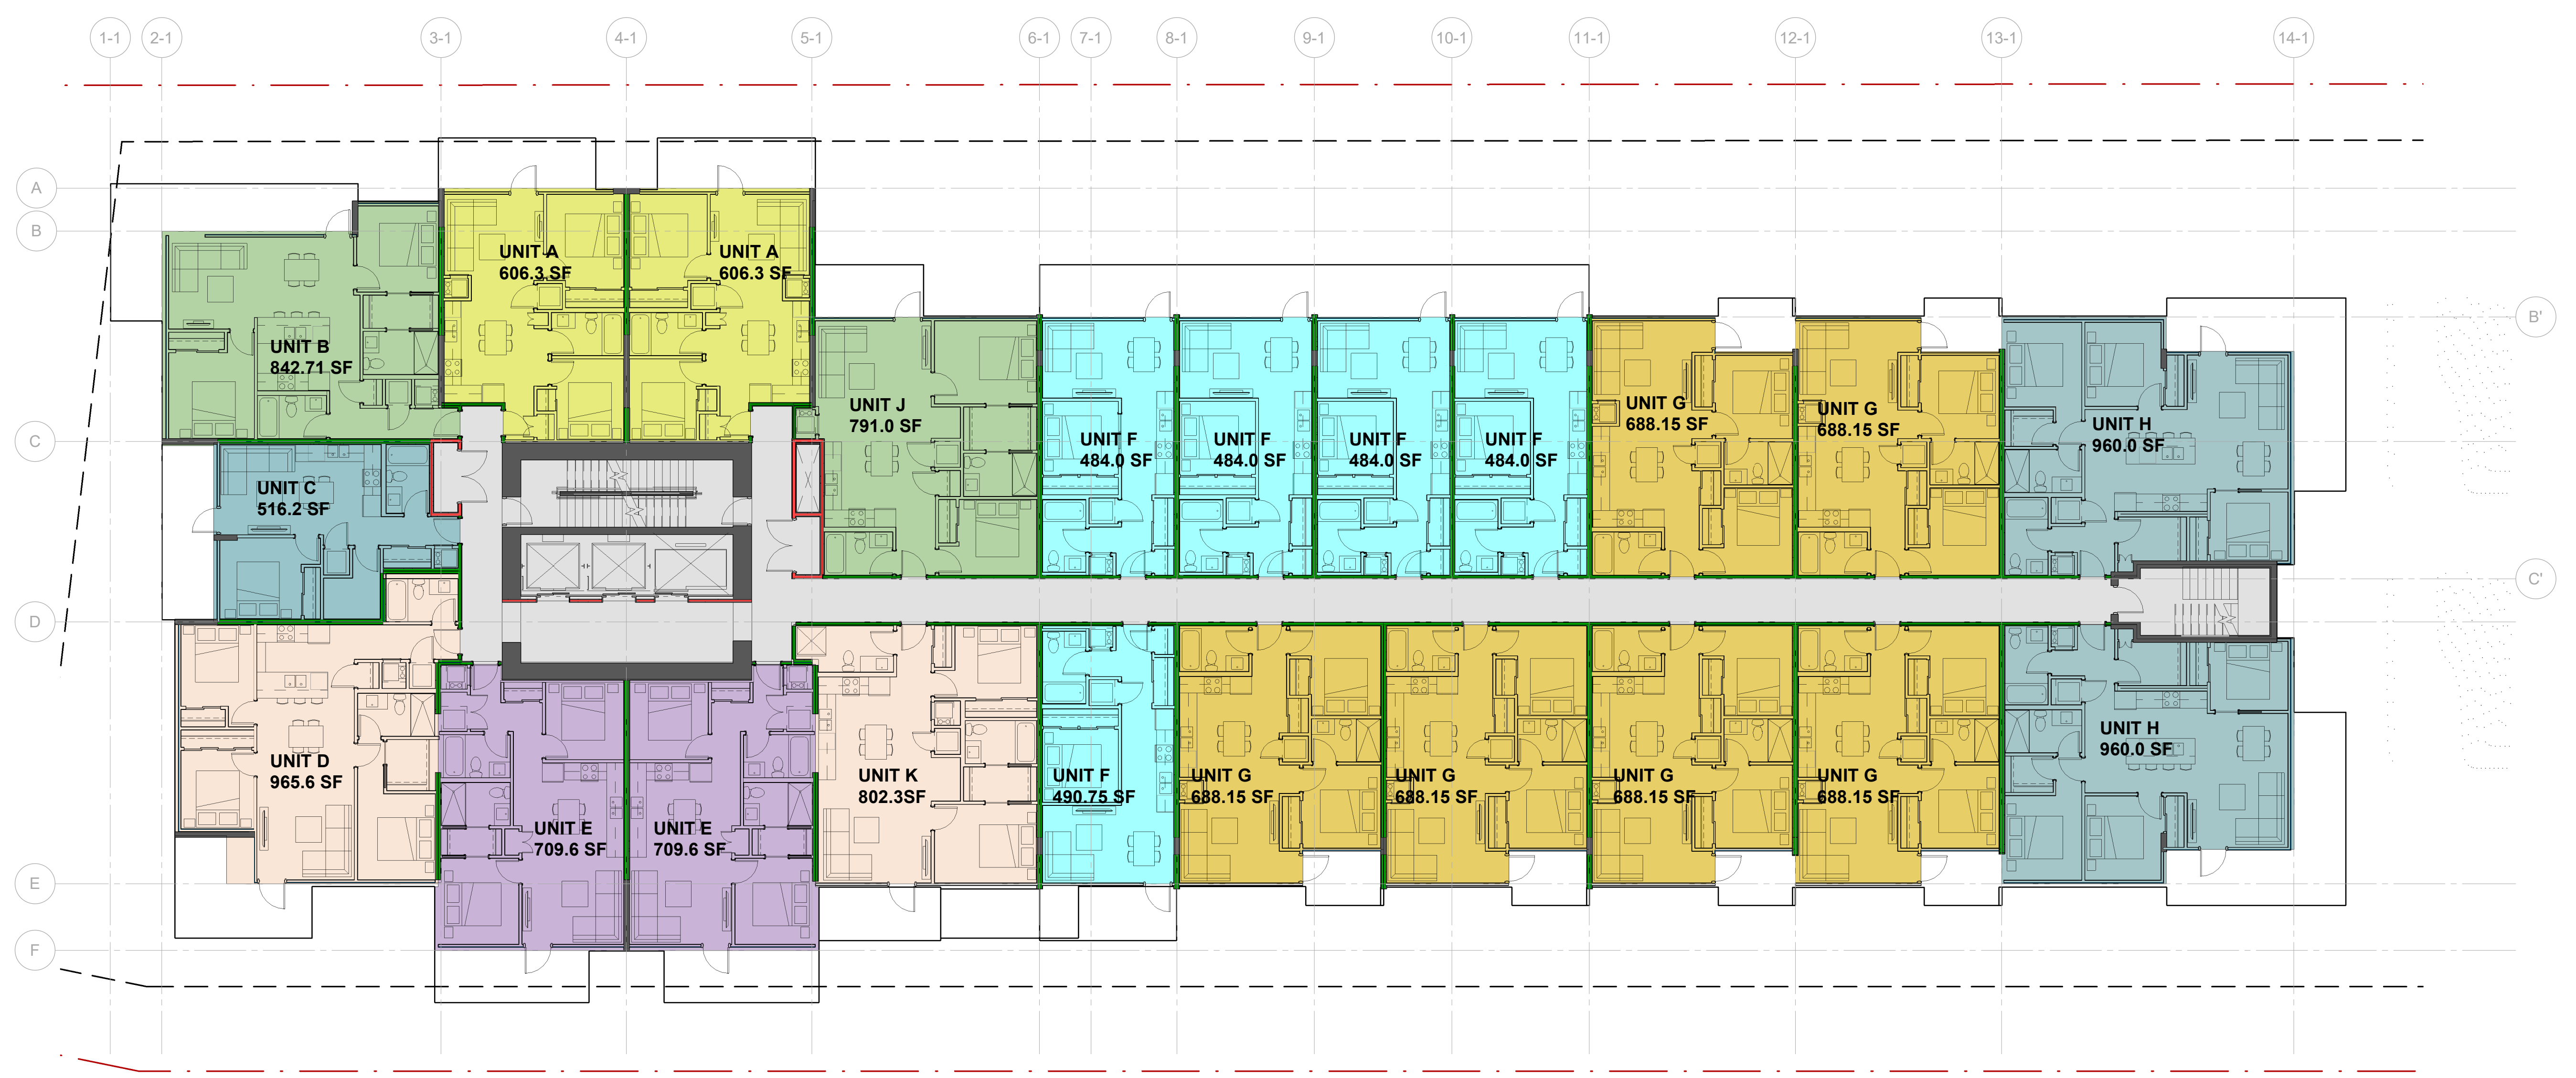 1-1 2-1 3-1 4-1 5-1 6-1 7-1 8-1 9-1 10-1 11-1 12-1 13-1 14-1
A
B
B'
UNIT A
606.3 SF
UNIT A
606.3 SF
UNIT B
842.71 SF
UNIT J
791.0 SF
UNIT F
484.0 SF
UNIT F
484.0 SF
UNIT F
484.0 SF
UNIT F
484.0 SF
UNIT G
688.15 SF
UNIT G
688.15 SF
UNIT H
960.0 SF
C
UNIT C
516.2 SF
C'
D
UNIT D
965.6 SF
UNIT E
709.6 SF
UNIT E
709.6 SF
UNIT K
802.3SF
UNIT F
490.75 SF
UNIT G
688.15 SF
UNIT G
688.15 SF
UNIT G
688.15 SF
UNIT G
688.15 SF
UNIT H
960.0 SF
E
F